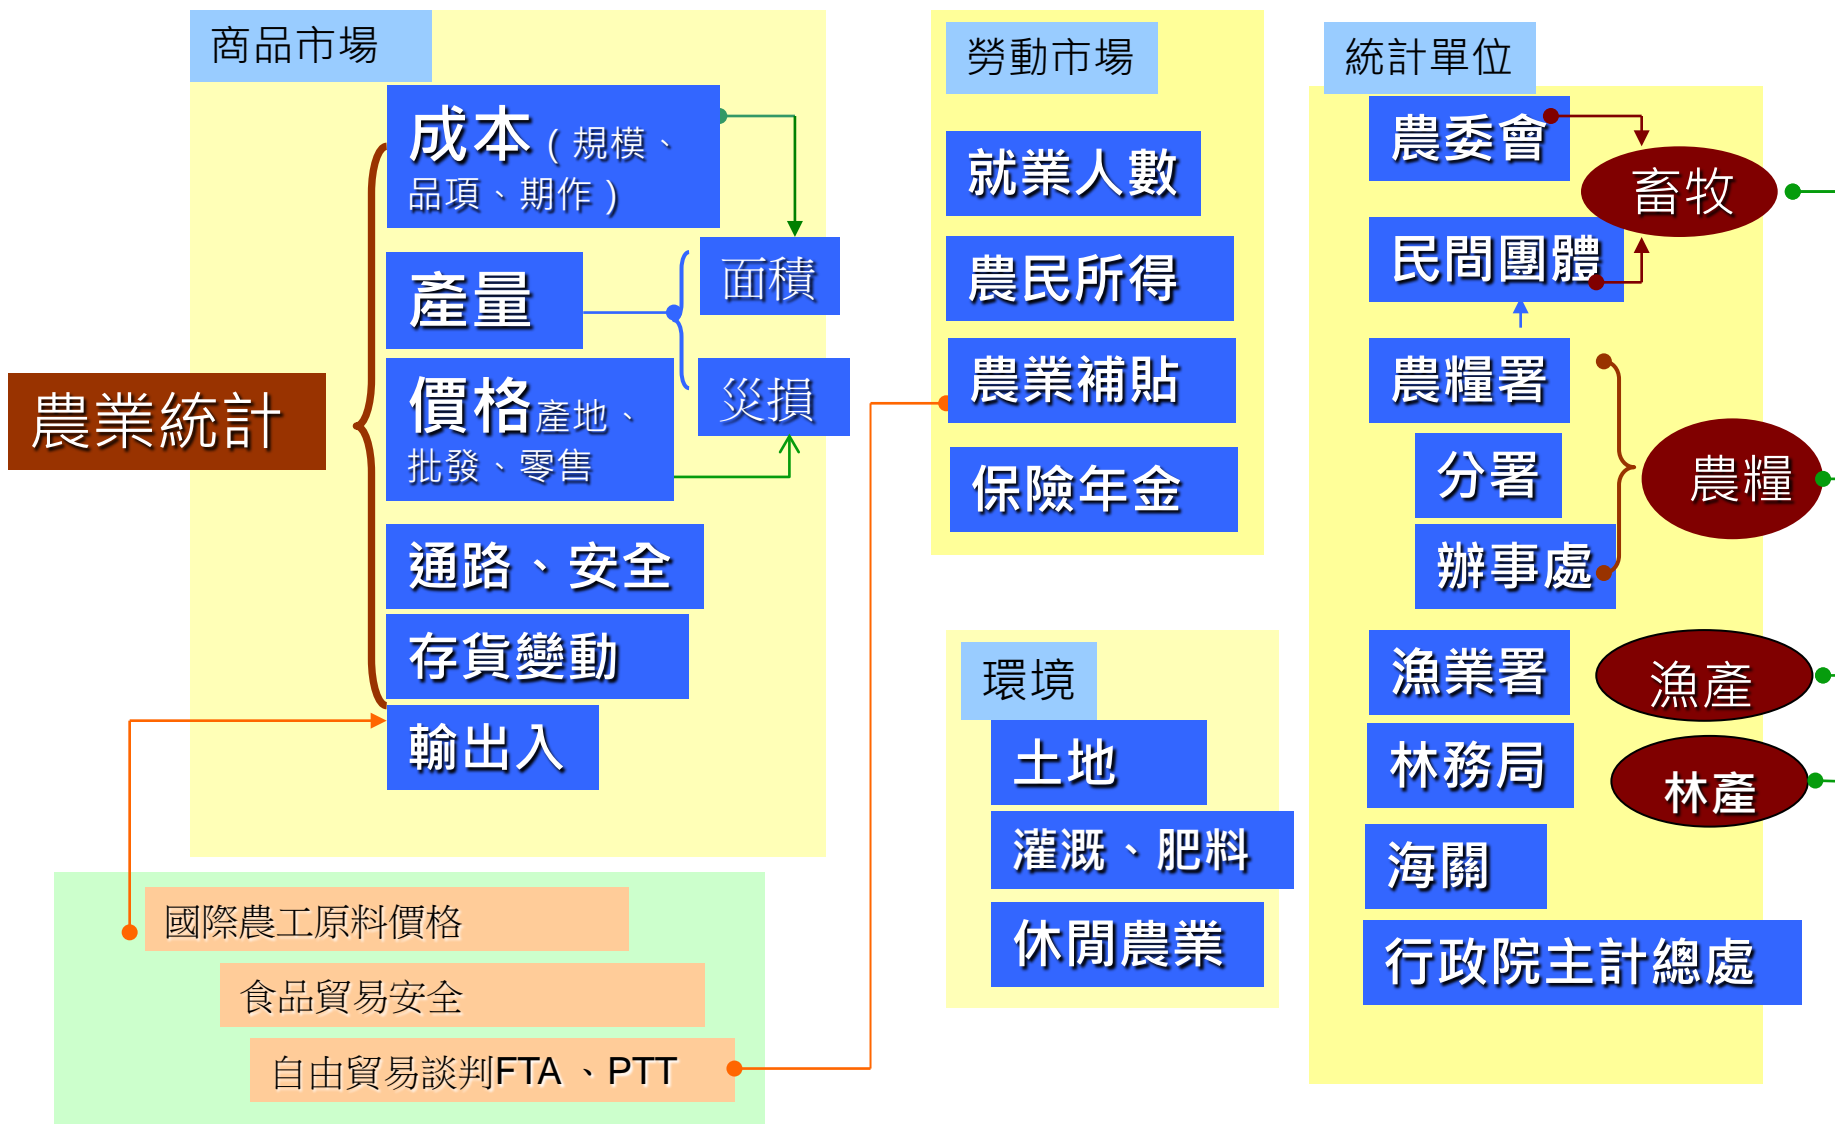 農業統計
商品市場
成本 ( 規模、
品項、期作 )
產量
面積
災損
價格產地、
批發、零售
通路、安全
存貨變動
輸出入
國際農工原料價格
食品貿易安全
自由貿易談判FTA 、PTT
勞動市場
就業人數
農民所得
農業補貼
保險年金
環境
土地
灌溉、肥料
休閒農業
統計單位
農委會
畜牧
民間團體
農糧署
分署
農糧
辦事處
漁業署
漁產
林務局
林產
海關
行政院主計總處